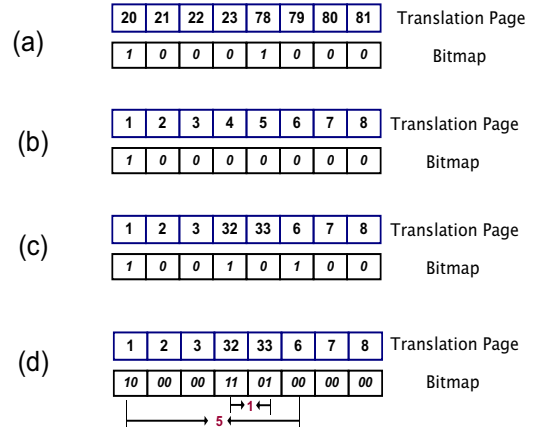 (a)
20 21 22 23 78 79 80 81 Translation Page
1 0 0 0 1 0 0 0 Bitmap
(b)
1 2 3 4 5 6 7 8 Translation Page
1 0 0 0 0 0 0 0 Bitmap
(c)
1 2 3 32 33 6 7 8 Translation Page
1 0 0 1 0 1 0 0 Bitmap
(d)
1 2 3 32 33 6 7 8 Translation Page
10 00 00 11 01 00 00 00 Bitmap
1
5